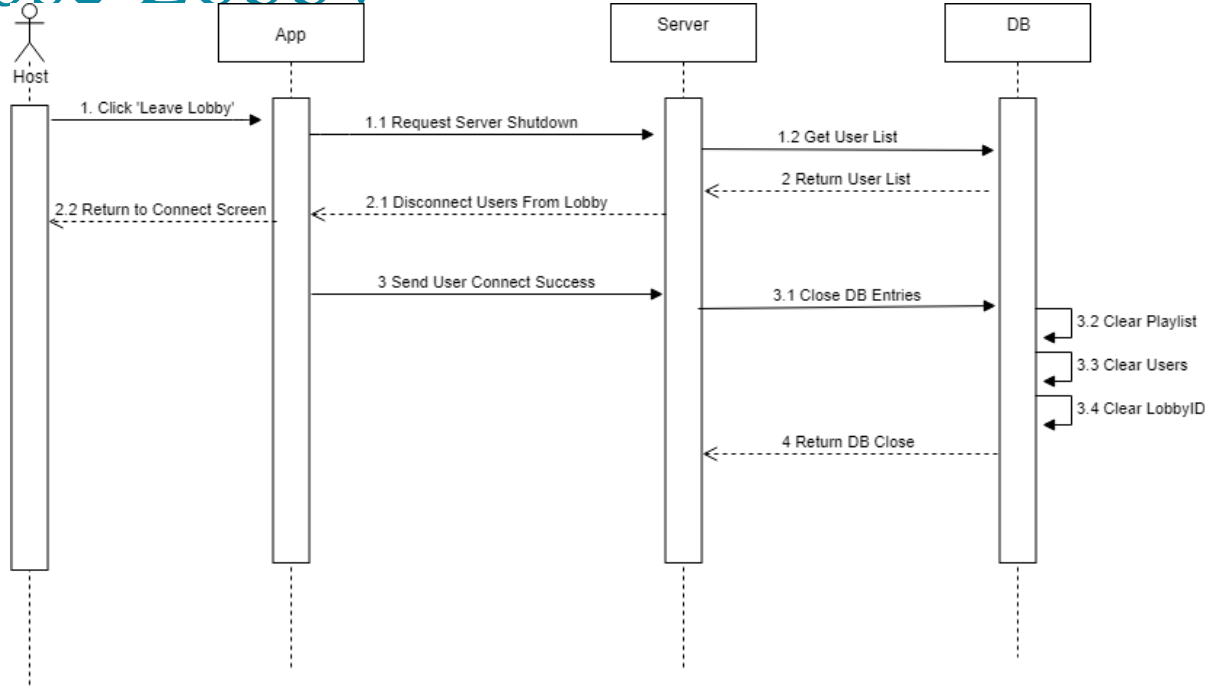 App
Server
DB
Host
1. Click 'Leave Lobby'
1.1 Request Server Shutdown
1.2 Get User List
2 Return User List
2.1 Disconnect Users From Lobby
2.2 Return to Connect Screen
3 Send User Connect Success
3.1 Close DB Entries
3.2 Clear Playlist
3.3 Clear Users
3.4 Clear LobbyID
4 Return DB Close